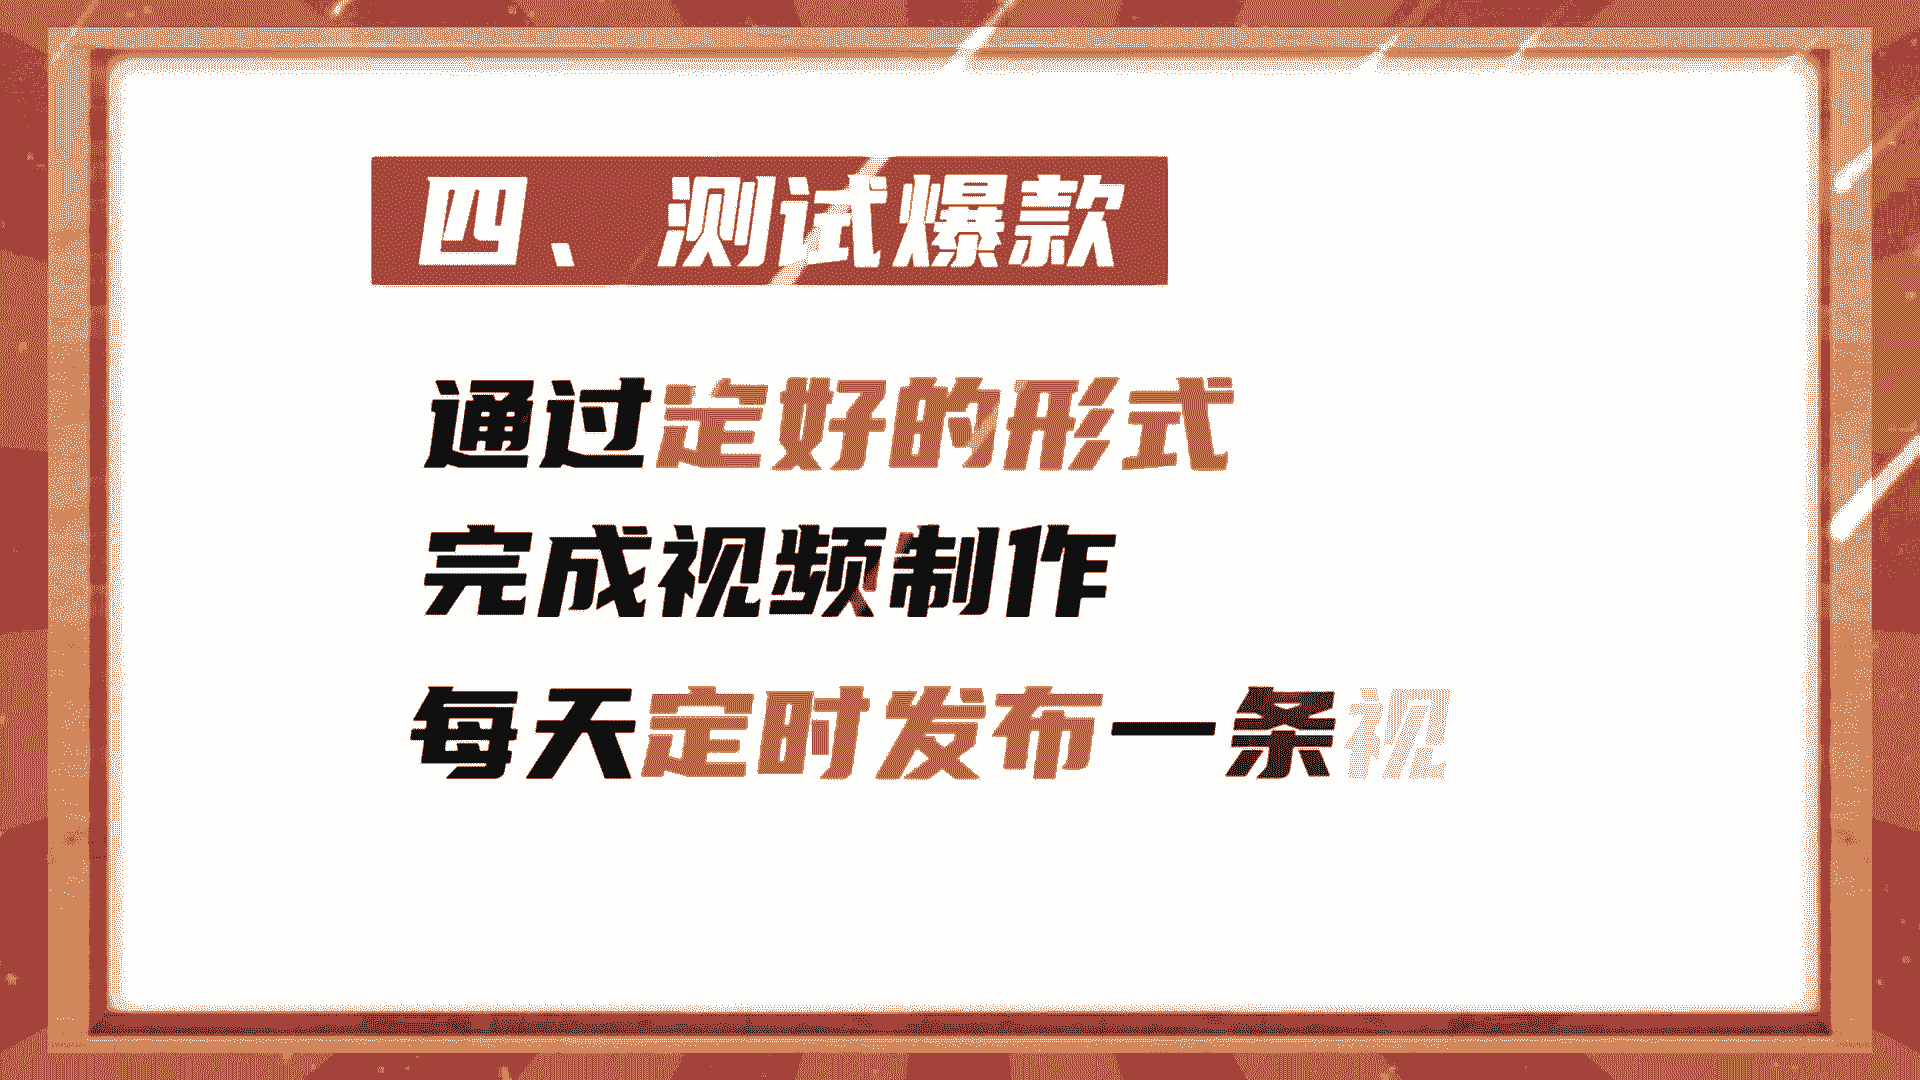 四、测试爆款
通过定好的形式
完成视频制作
每天定时发布一条视